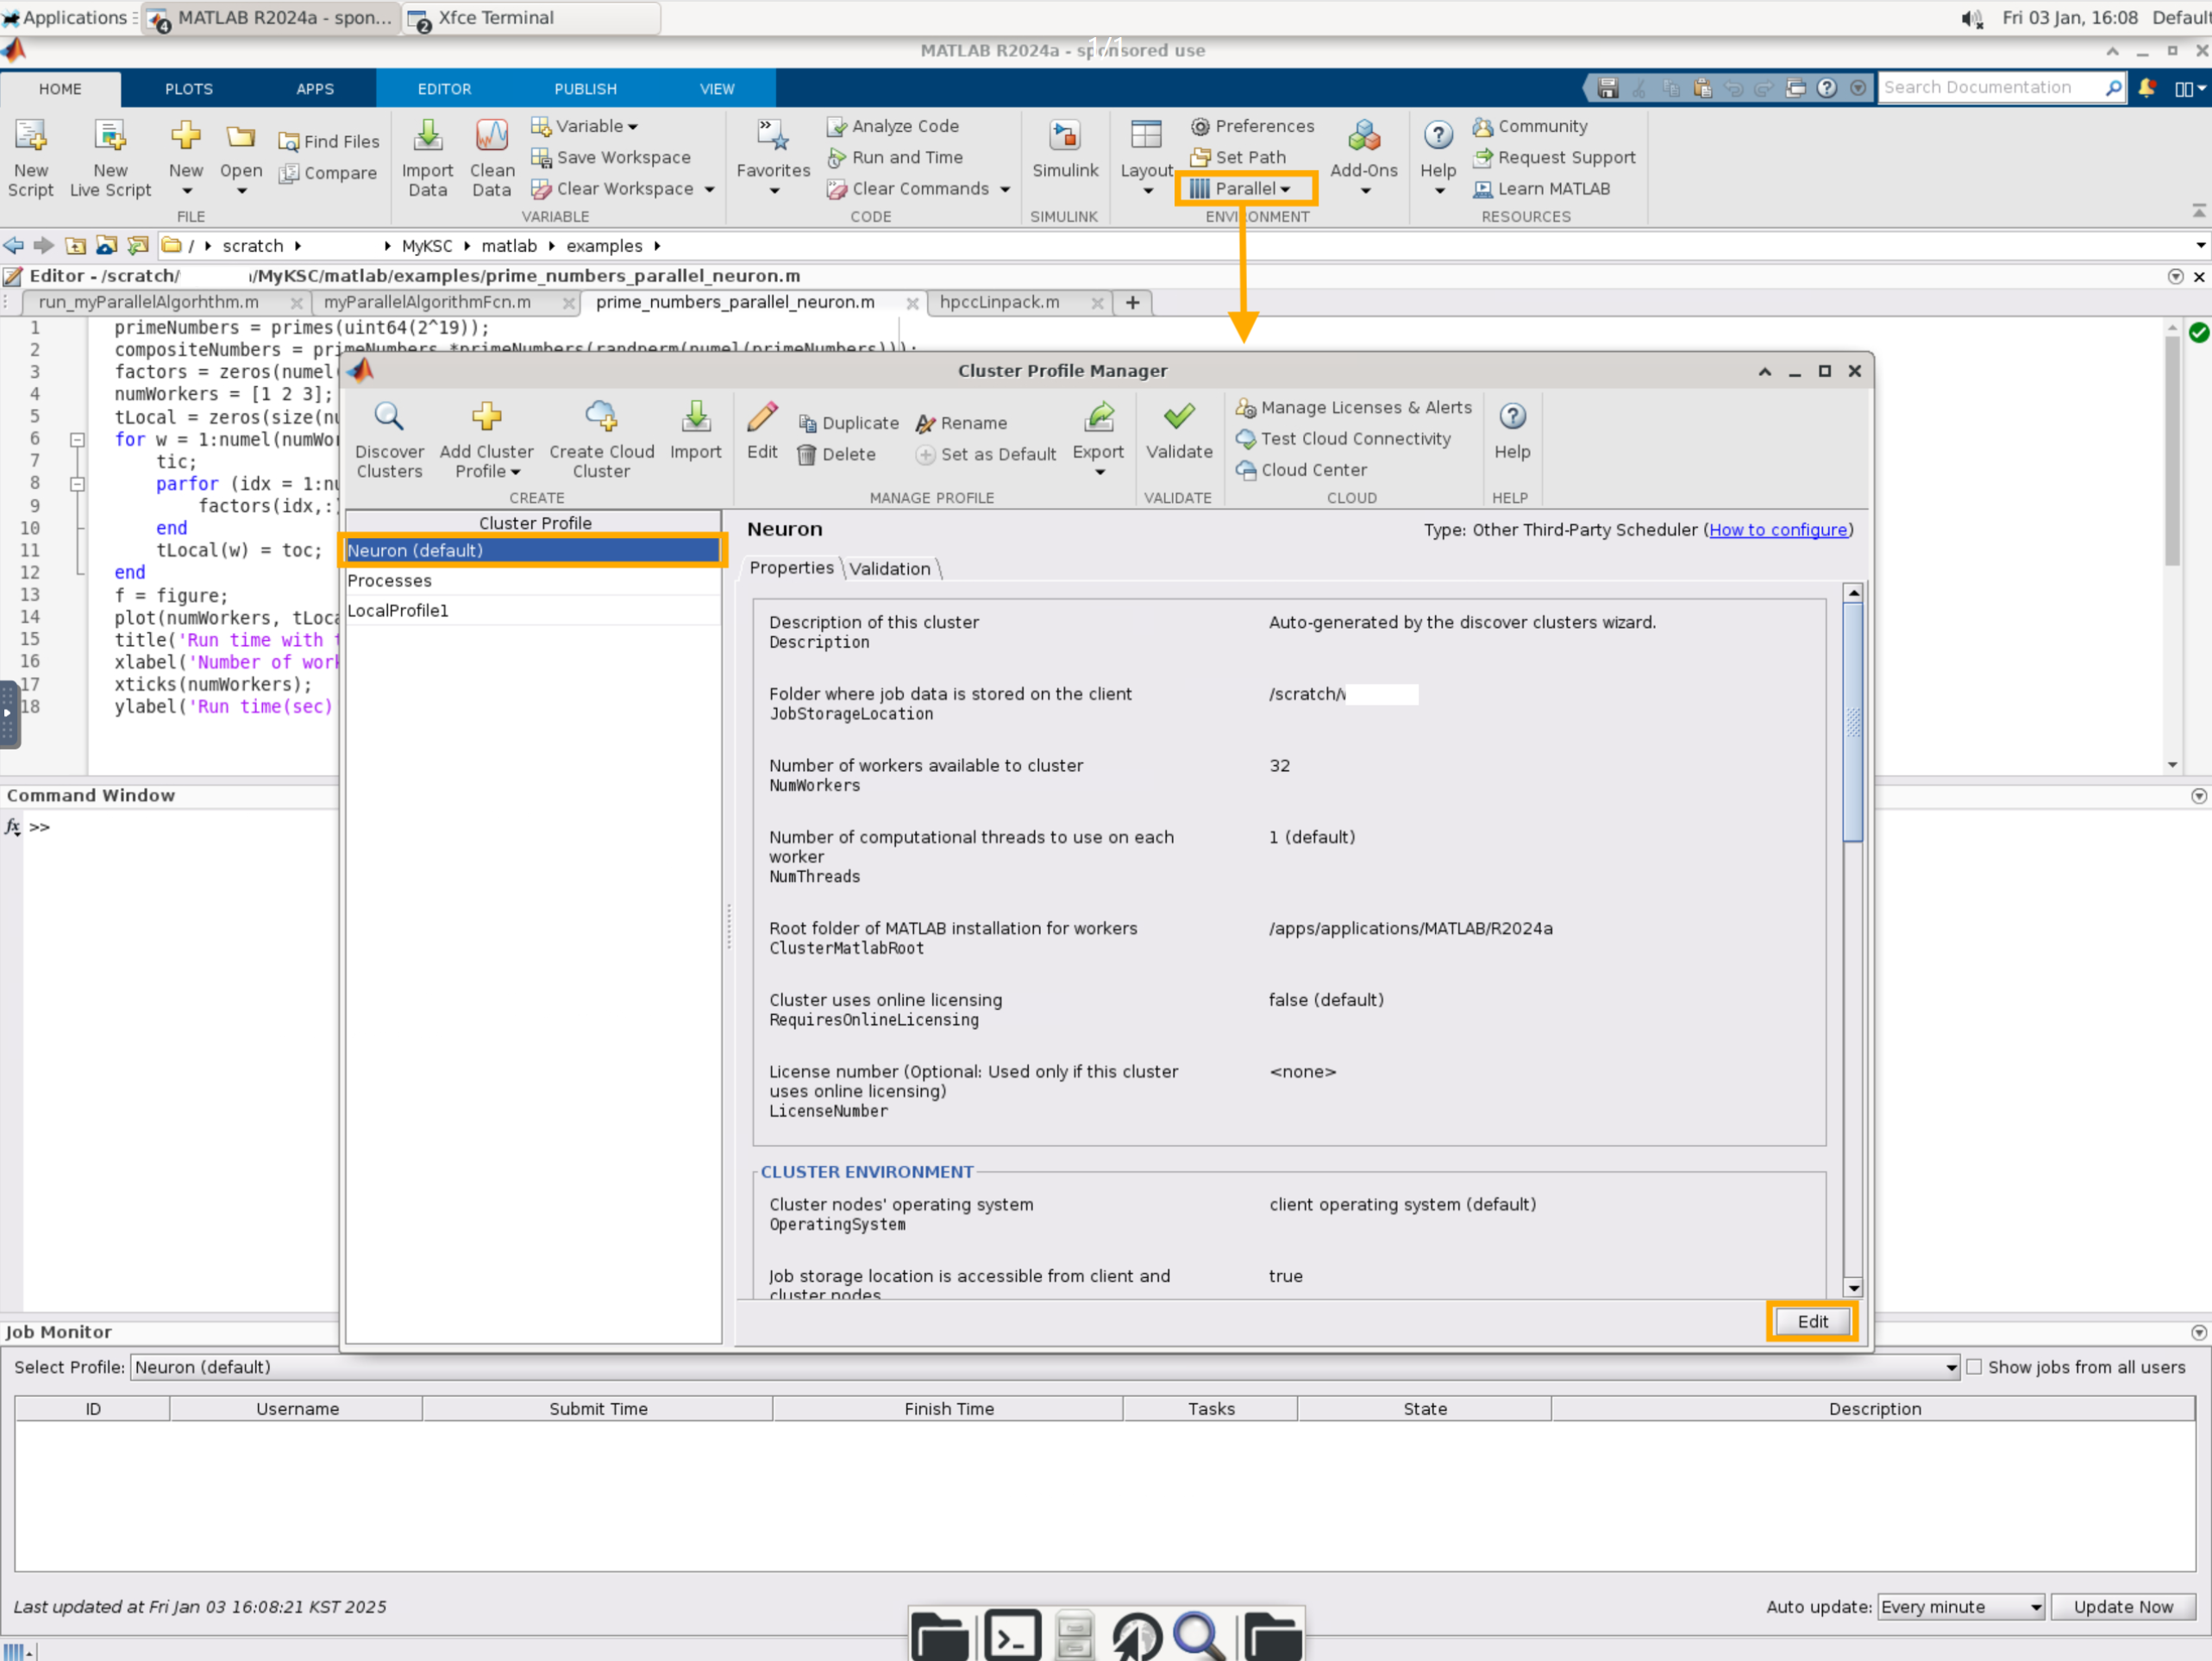 Applications
MATLAB R2024a - spon...
Xfce Terminal
Fri 03 Jan, 16:08 Default
MATLAB R2024a - sponsored use
1/1
HOME PLOTS APPS EDITOR PUBLISH VIEW
Search Documentation
New Script
New Live Script
New
Open
Find Files
Compare
Import Data
Clean Data
Variable
Save Workspace
Clear Workspace
Favorites
Analyze Code
Run and Time
Clear Commands
Simulink
Layout
Preferences
Set Path
Parallel
Add-Ons
Help
Community
Request Support
Learn MATLAB
FILE VARIABLE CODE SIMULINK ENVIRONMENT RESOURCES
/ scratch MyKSC matlab examples
Editor - /scratch/ /MyKSC/matlab/examples/prime_numbers_parallel_neuron.m
run_myParallelAlgorhthm.m myParallelAlgorithmFcn.m prime_numbers_parallel_neuron.m hpccLinpack.m +
1 primeNumbers = primes(uint64(2^19));
2 compositeNumbers = primeNumbers.*primeNumbers(randperm(numel(primeNumbers)));
3 factors = zeros(numel(
4 numWorkers = [1 2 3];
5 tLocal = zeros(size(nu
6 for w = 1:numel(numWor
7 tic;
8 parfor (idx = 1:nu
9 factors(idx,:)
10 end
11 tLocal(w) = toc;
12 end
13 f = figure;
14 plot(numWorkers, tLoca
15 title('Run time with t
16 xlabel('Number of work
17 xticks(numWorkers);
18 ylabel('Run time(sec)
Cluster Profile Manager
Discover Clusters
Add Cluster Profile
Create Cloud Cluster
Import
Edit
Duplicate
Delete
Rename
Set as Default
Export
Validate
Manage Licenses & Alerts
Test Cloud Connectivity
Cloud Center
Help
CREATE MANAGE PROFILE VALIDATE CLOUD HELP
Cluster Profile
Neuron (default)
Processes
LocalProfile1
Neuron
Type: Other Third-Party Scheduler (How to configure)
Properties Validation
Description of this cluster
Description
Auto-generated by the discover clusters wizard.
Folder where job data is stored on the client
JobStorageLocation
/scratch/
Number of workers available to cluster
NumWorkers
32
Number of computational threads to use on each
worker
NumThreads
1 (default)
Root folder of MATLAB installation for workers
ClusterMatlabRoot
/apps/applications/MATLAB/R2024a
Cluster uses online licensing
RequiresOnlineLicensing
false (default)
License number (Optional: Used only if this cluster
uses online licensing)
LicenseNumber
<none>
CLUSTER ENVIRONMENT
Cluster nodes' operating system
OperatingSystem
client operating system (default)
Job storage location is accessible from client and
cluster nodes
true
Edit
Command Window
fx >>
Job Monitor
Select Profile: Neuron (default)
Show jobs from all users
ID Username Submit Time Finish Time Tasks State Description
Last updated at Fri Jan 03 16:08:21 KST 2025
Auto update: Every minute Update Now